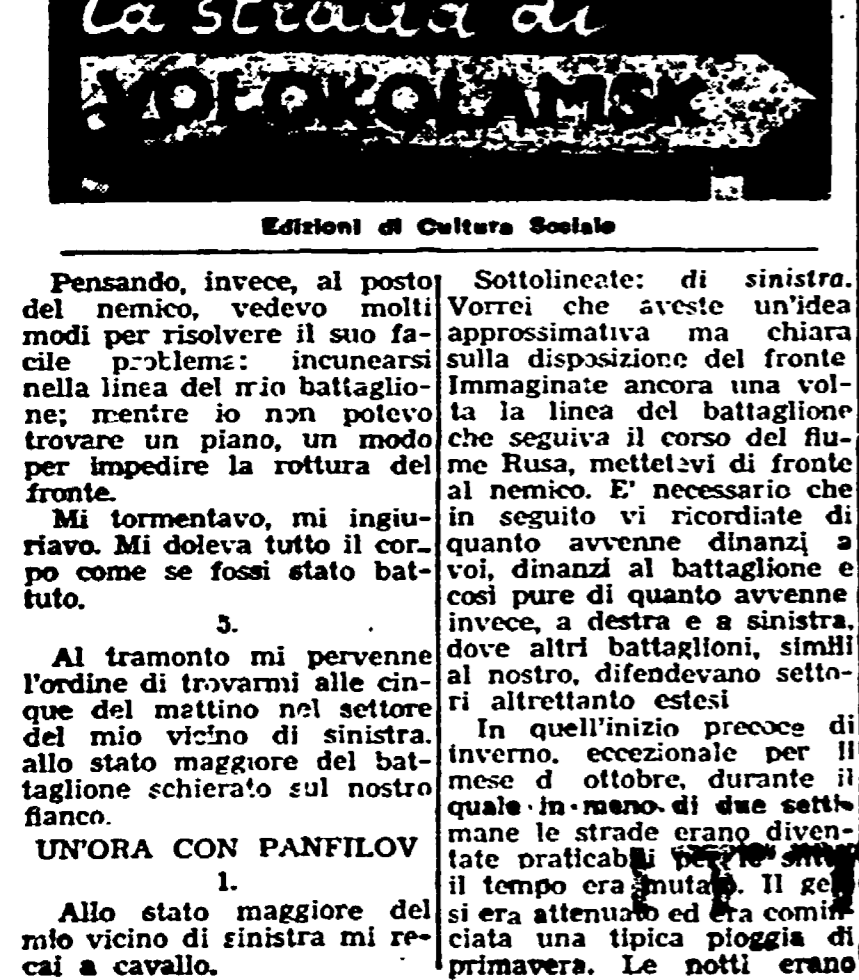 La strada di
VOLOKOLAMSK
Edizioni di Cultura Sociale
Pensando, invece, al posto
del nemico, vedevo molti
modi per risolvere il suo fa-
cile problema: incunearsi
nella linea del mio battaglio-
ne; mentre io non potevo
trovare un piano, un modo
per impedire la rottura del
fronte.
Mi tormentavo, mi ingiu-
riavo. Mi doleva tutto il cor-
po come se fossi stato bat-
tuto.
5.
Al tramonto mi pervenne
l'ordine di trovarmi alle cin-
que del mattino nel settore
del mio vicino di sinistra.
allo stato maggiore del bat-
taglione schierato sul nostro
fianco.
UN'ORA CON PANFILOV
1.
Allo stato maggiore del
mio vicino di sinistra mi re-
cai a cavallo.
Sottolineate: di sinistra.
Vorrei che aveste un'idea
approssimativa ma chiara
sulla disposizione del fronte
Immaginate ancora una vol-
ta la linea del battaglione
che seguiva il corso del fiu-
me Rusa, mettetevi di fronte
al nemico. E' necessario che
in seguito vi ricordiate di
quanto avvenne dinanzi a
voi, dinanzi al battaglione e
così pure di quanto avvenne
invece, a destra e a sinistra,
dove altri battaglioni, simili
al nostro, difendevano setto-
ri altrettanto estesi
In quell'inizio precoce di
inverno. eccezionale per il
mese d ottobre, durante il
quale in meno di due setti-
mane le strade erano diven-
tate praticabili per le slitte
il tempo era mutato. Il gelo
si era attenuato ed era comin-
ciata una tipica pioggia di
primavera. Le notti erano